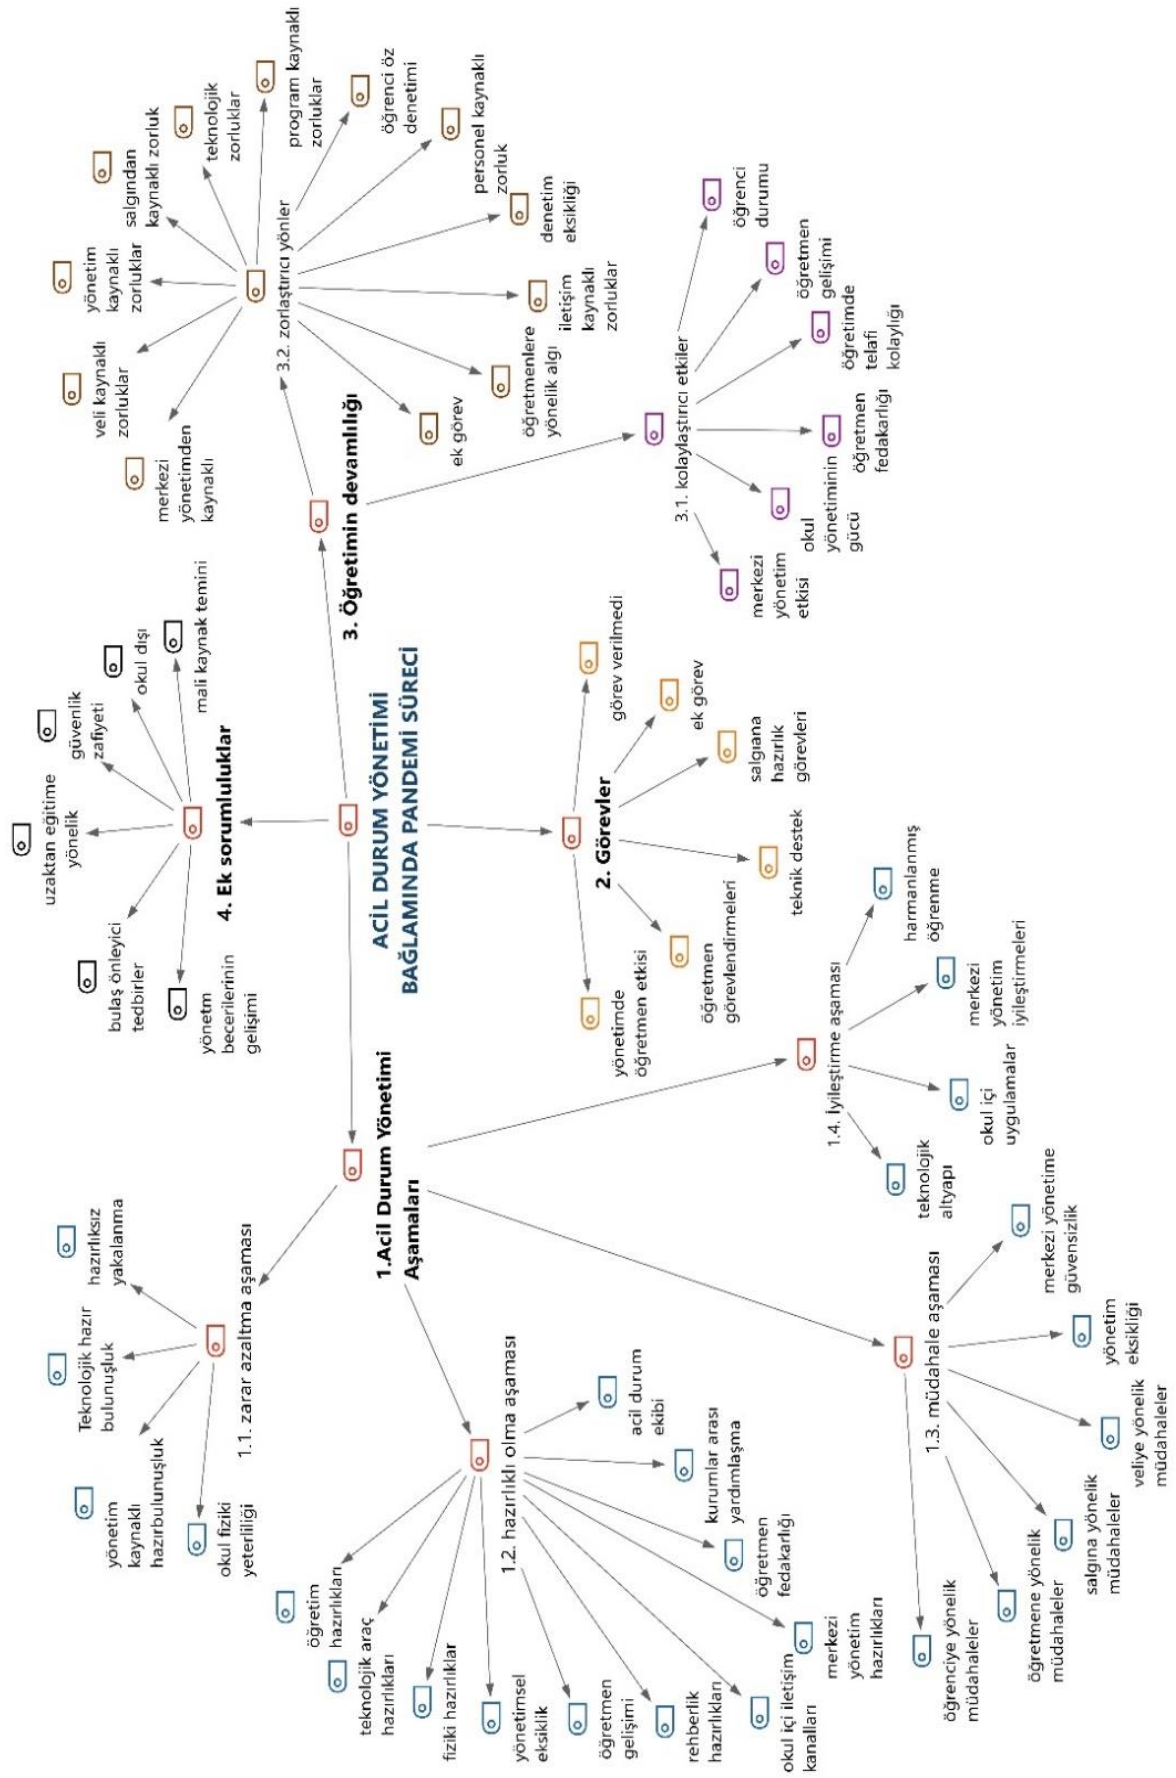 ACİL DURUM YÖNETİMİ
BAĞLAMINDA PANDEMİ SÜRECİ
1.Acil Durum Yönetimi
Aşamaları
1.1. zarar azaltma aşaması
okul fiziki
yeterliliği
yönetim
kaynaklı
hazırbulunuşluk
Teknolojik hazır
bulunuşluk
hazırlıksız
yakalanma
1.2. hazırlıklı olma aşaması
öğretim
hazırlıkları
teknolojik araç
hazırlıkları
fiziki hazırlıklar
yönetimsel
eksiklik
öğretmen
gelişimi
rehberlik
hazırlıkları
okul içi iletişim
kanalları
merkezi
yönetim
hazırlıkları
öğretmen
fedakarlığı
kurumlar arası
yardımlaşma
acil durum
ekibi
1.3. müdahale aşaması
öğrenciye yönelik
müdahaleler
öğretmene yönelik
müdahaleler
salgına yönelik
müdahaleler
veliye yönelik
müdahaleler
yönetim
eksikliği
merkezi yönetime
güvensizlik
1.4. İyileştirme aşaması
teknolojik
altyapı
okul içi
uygulamalar
merkezi
yönetim
iyileştirmeleri
harmanlanmış
öğrenme
2. Görevler
yönetimde
öğretmen etkisi
öğretmen
görevlendirmeleri
teknik destek
salgıana
hazırlık
görevleri
ek görev
görev verilmedi
3. Öğretimin devamlılığı
3.1. kolaylaştırıcı etkiler
merkezi
yönetim
etkisi
okul
yönetiminin
gücü
öğretmen
fedakarlığı
öğretimde
telafi
kolaylığı
öğretmen
gelişimi
öğrenci
durumu
3.2. zorlaştırıcı yönler
merkezi
yönetimden
kaynaklı
veli kaynaklı
zorluklar
yönetim
kaynaklı
zorluklar
salgından
kaynaklı zorluk
teknolojik
zorluklar
program kaynaklı
zorluklar
öğrenci öz
denetimi
personel kaynaklı
zorluk
denetim
eksikliği
iletişim
kaynaklı
zorluklar
öğretmenlere
yönelik algı
ek görev
4. Ek sorumluluklar
yönetm
becerilerinin
gelişimi
bulaş önleyici
tedbirler
uzaktan eğitime
yönelik
güvenlik
zafiyeti
okul dışı
mali kaynak temini